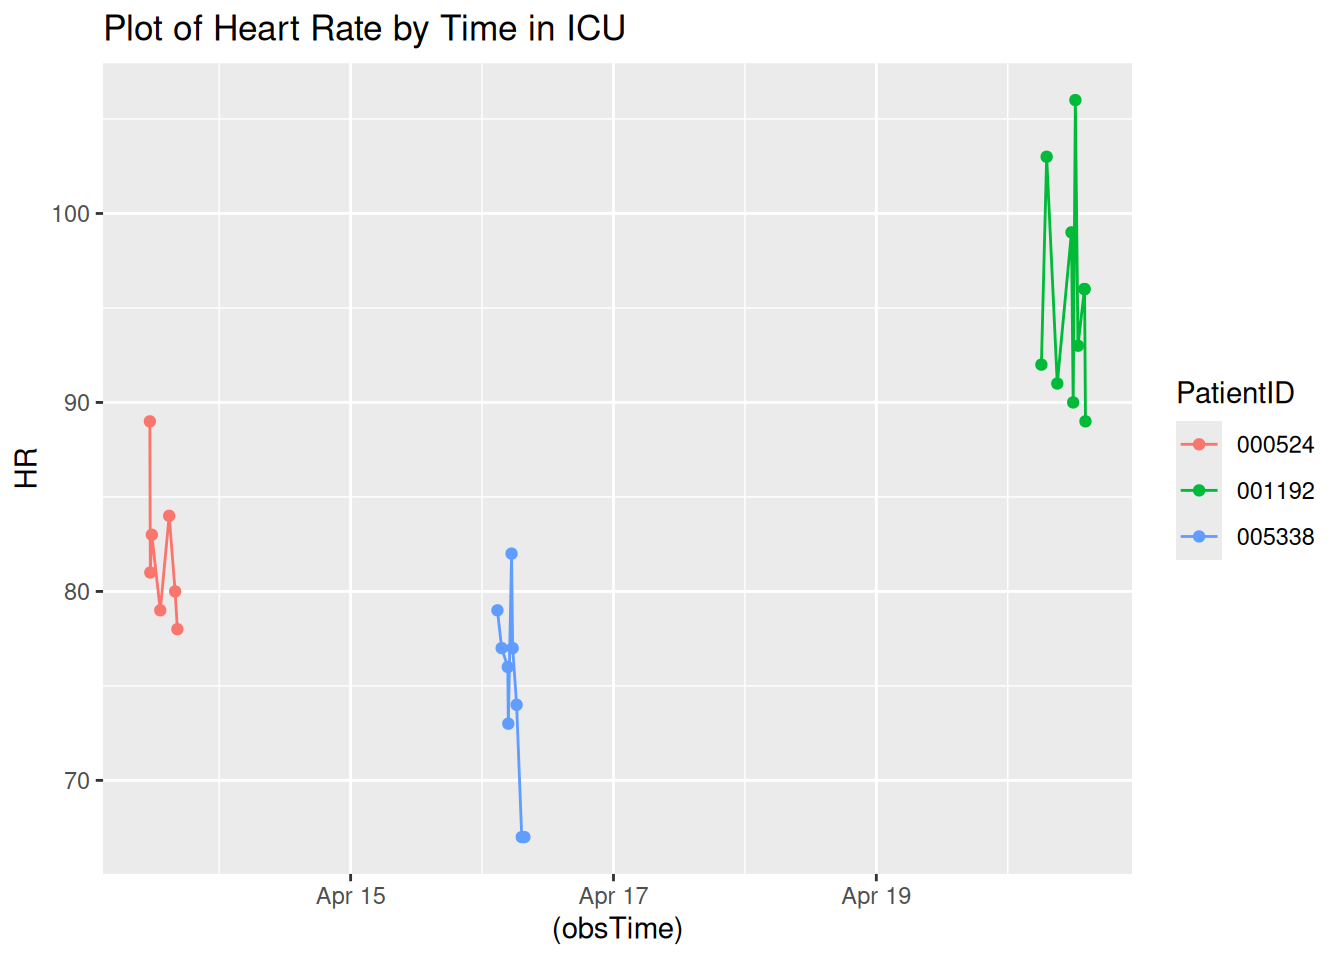 Plot of Heart Rate by Time in ICU
100
90
80
70
HR
Apr 15
Apr 17
Apr 19
(obsTime)
PatientID
000524
001192
005338